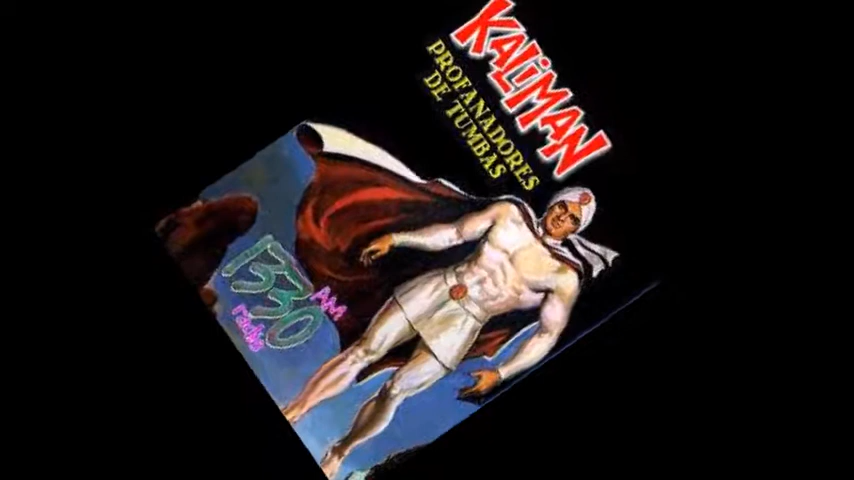 KALIMAN
PROFANADORES
DE TUMBAS
1330
AM
radio